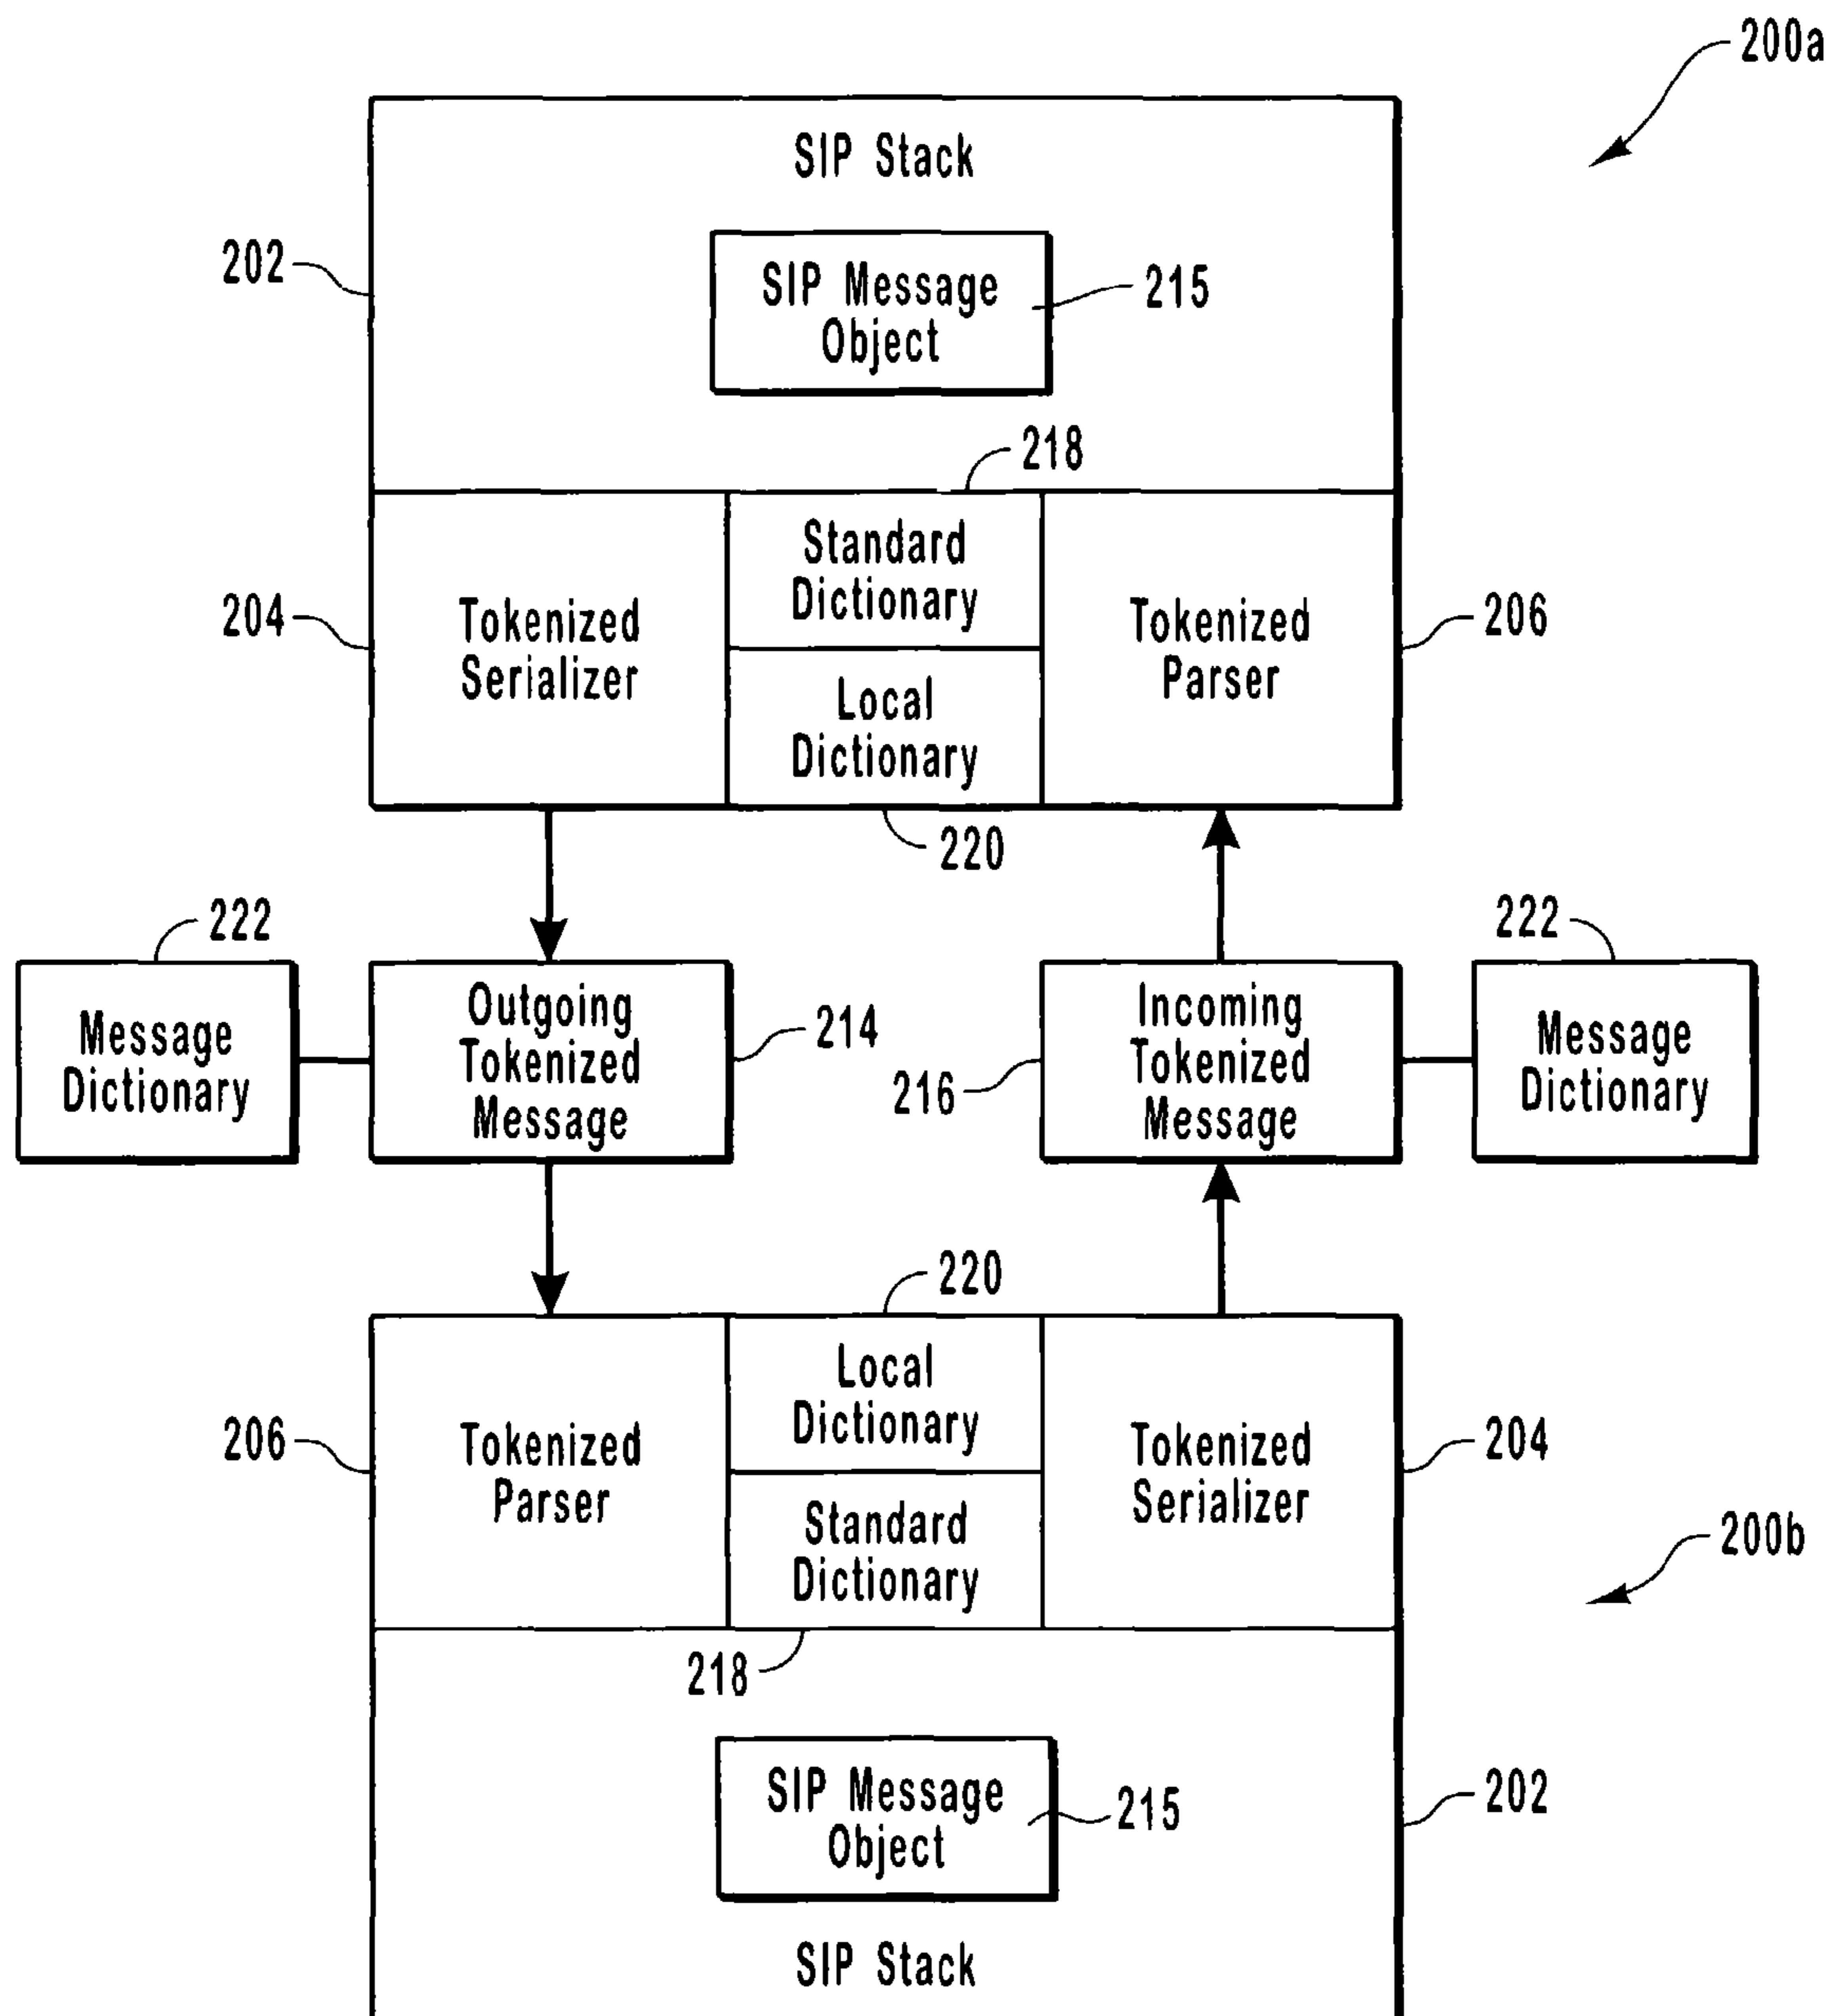 200a
SIP Stack
202
SIP Message
Object
215
218
204
Tokenized
Serializer
Standard
Dictionary
Local
Dictionary
Tokenized
Parser
206
220
222
Message
Dictionary
Outgoing
Tokenized
Message
214
216
Incoming
Tokenized
Message
222
Message
Dictionary
220
206
Tokenized
Parser
Local
Dictionary
Standard
Dictionary
Tokenized
Serializer
204
200b
218
SIP Message
Object
215
202
SIP Stack